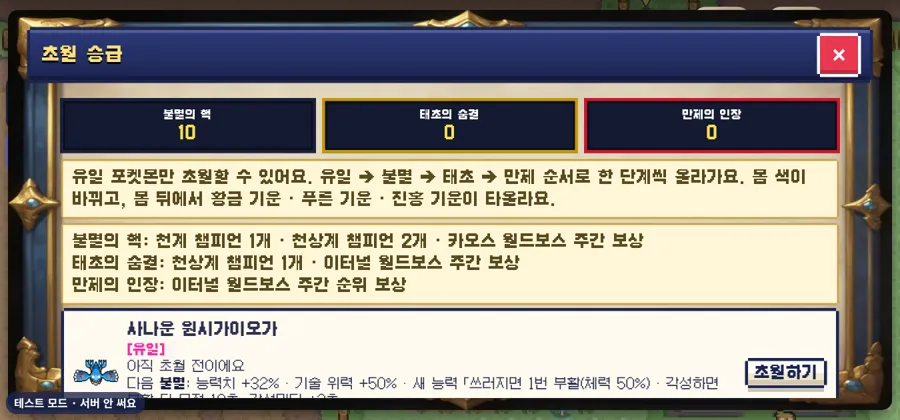 초월 승급
×
불멸의 핵
10
태초의 숨결
0
만제의 인장
0
유일 포켓몬만 초월할 수 있어요. 유일 → 불멸 → 태초 → 만제 순서로 한 단계씩 올라가요. 몸 색이
바뀌고, 몸 뒤에서 황금 기운 · 푸른 기운 · 진홍 기운이 타올라요.
불멸의 핵: 천계 챔피언 1개 · 천상계 챔피언 2개 · 카오스 월드보스 주간 보상
태초의 숨결: 천상계 챔피언 1개 · 이터널 월드보스 주간 보상
만제의 인장: 이터널 월드보스 주간 순위 보상
사나운 원시가이오가
[유일]
아직 초월 전이에요
다음 불멸: 능력치 +32% · 기술 위력 +50% · 새 능력 「쓰러지면 1번 부활(체력 50%) · 각성하면
초월하기
테스트 모드 · 서버 안 써요